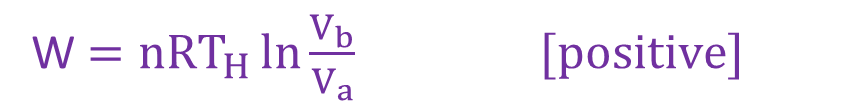 W = nRT_H ln V_b/V_a [positive]